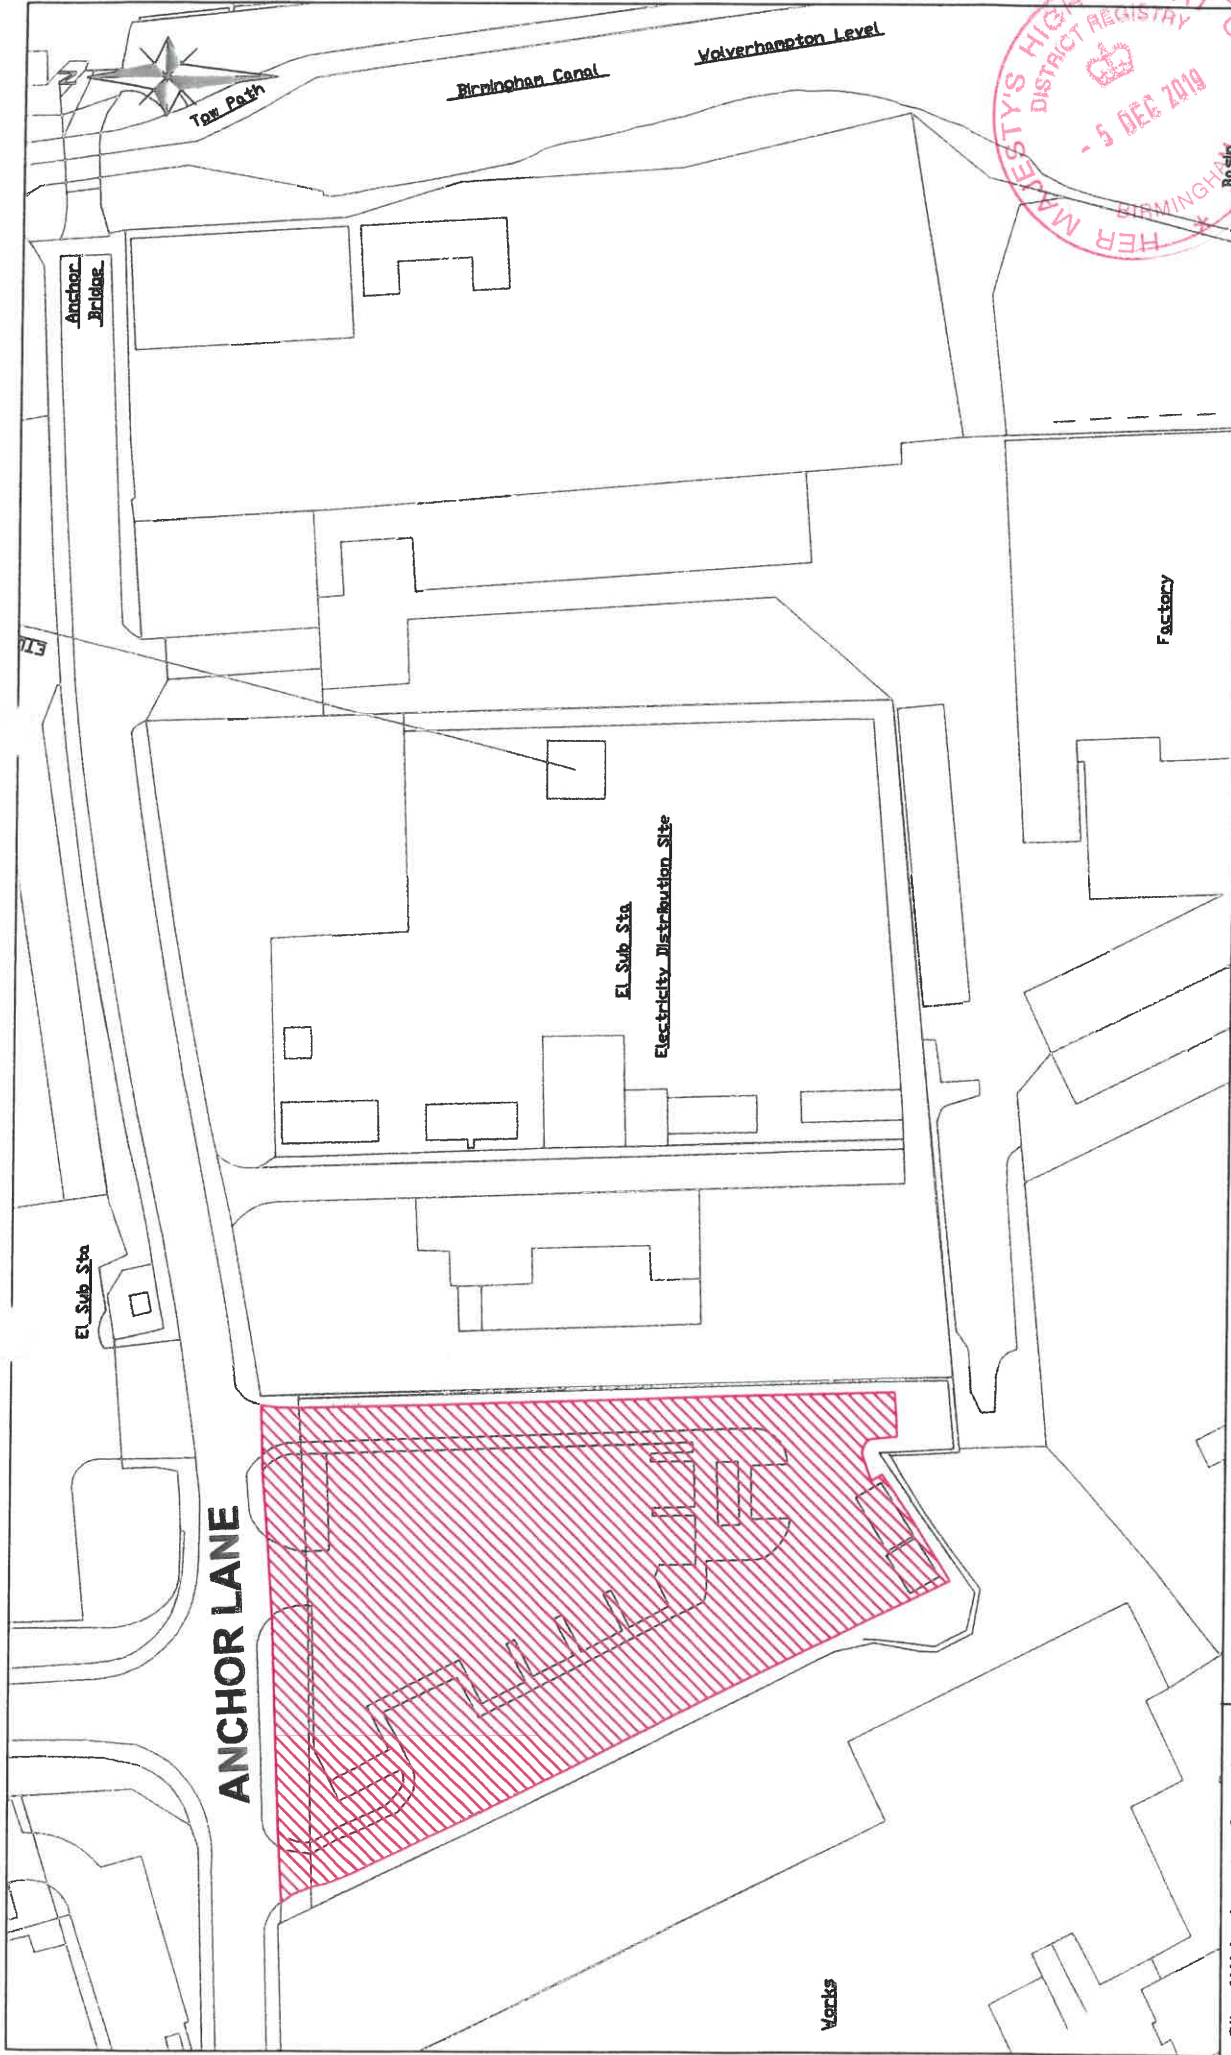 N
Tow Path
Birmingham Canal
Wolverhampton Level
Anchor
Bridge
El Sub Sta
Electricity Distribution Site
Factory
El Sub Sta
ANCHOR LANE
Works
HER MAJESTY'S HIGH
DISTRICT REGISTRY
- 5 DEC 2019
BIRMINGHAM